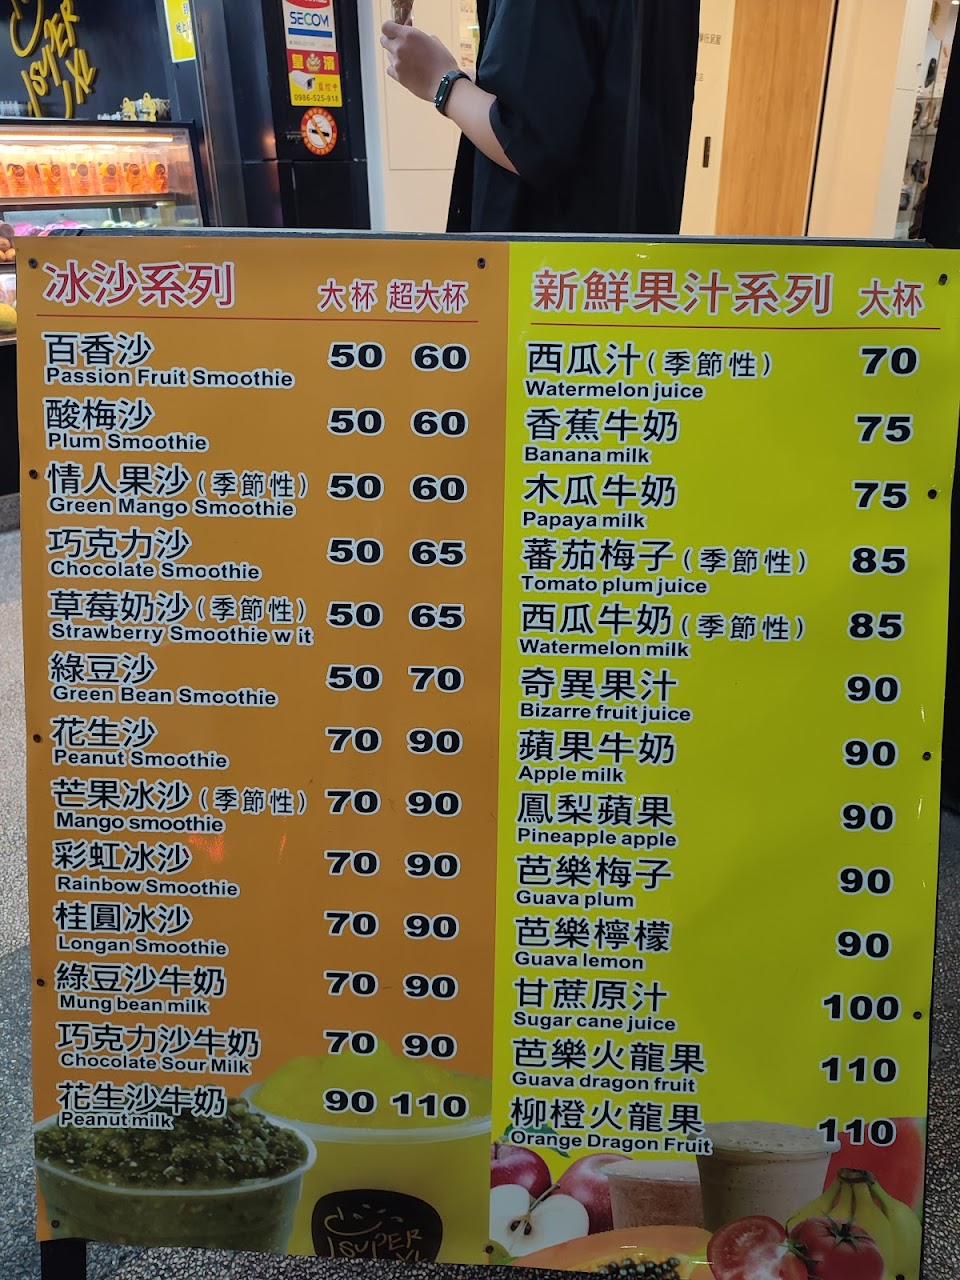 SUPER
XL
SECOM
皇 濱
監控中
0986-525-918
冰沙系列 大杯 超大杯
百香沙 50 60
Passion Fruit Smoothie
酸梅沙 50 60
Plum Smoothie
情人果沙(季節性) 50 60
Green Mango Smoothie
巧克力沙 50 65
Chocolate Smoothie
草莓奶沙(季節性) 50 65
Strawberry Smoothie w it
綠豆沙 50 70
Green Bean Smoothie
花生沙 70 90
Peanut Smoothie
芒果冰沙(季節性) 70 90
Mango smoothie
彩虹冰沙 70 90
Rainbow Smoothie
桂圓冰沙 70 90
Longan Smoothie
綠豆沙牛奶 70 90
Mung bean milk
巧克力沙牛奶 70 90
Chocolate Sour Milk
花生沙牛奶 90 110
Peanut milk
SUPER
XL
新鮮果汁系列 大杯
西瓜汁(季節性) 70
Watermelon juice
香蕉牛奶 75
Banana milk
木瓜牛奶 75
Papaya milk
蕃茄梅子(季節性) 85
Tomato plum juice
西瓜牛奶(季節性) 85
Watermelon milk
奇異果汁 90
Bizarre fruit juice
蘋果牛奶 90
Apple milk
鳳梨蘋果 90
Pineapple apple
芭樂梅子 90
Guava plum
芭樂檸檬 90
Guava lemon
甘蔗原汁 100
Sugar cane juice
芭樂火龍果 110
Guava dragon fruit
柳橙火龍果 110
Orange Dragon Fruit